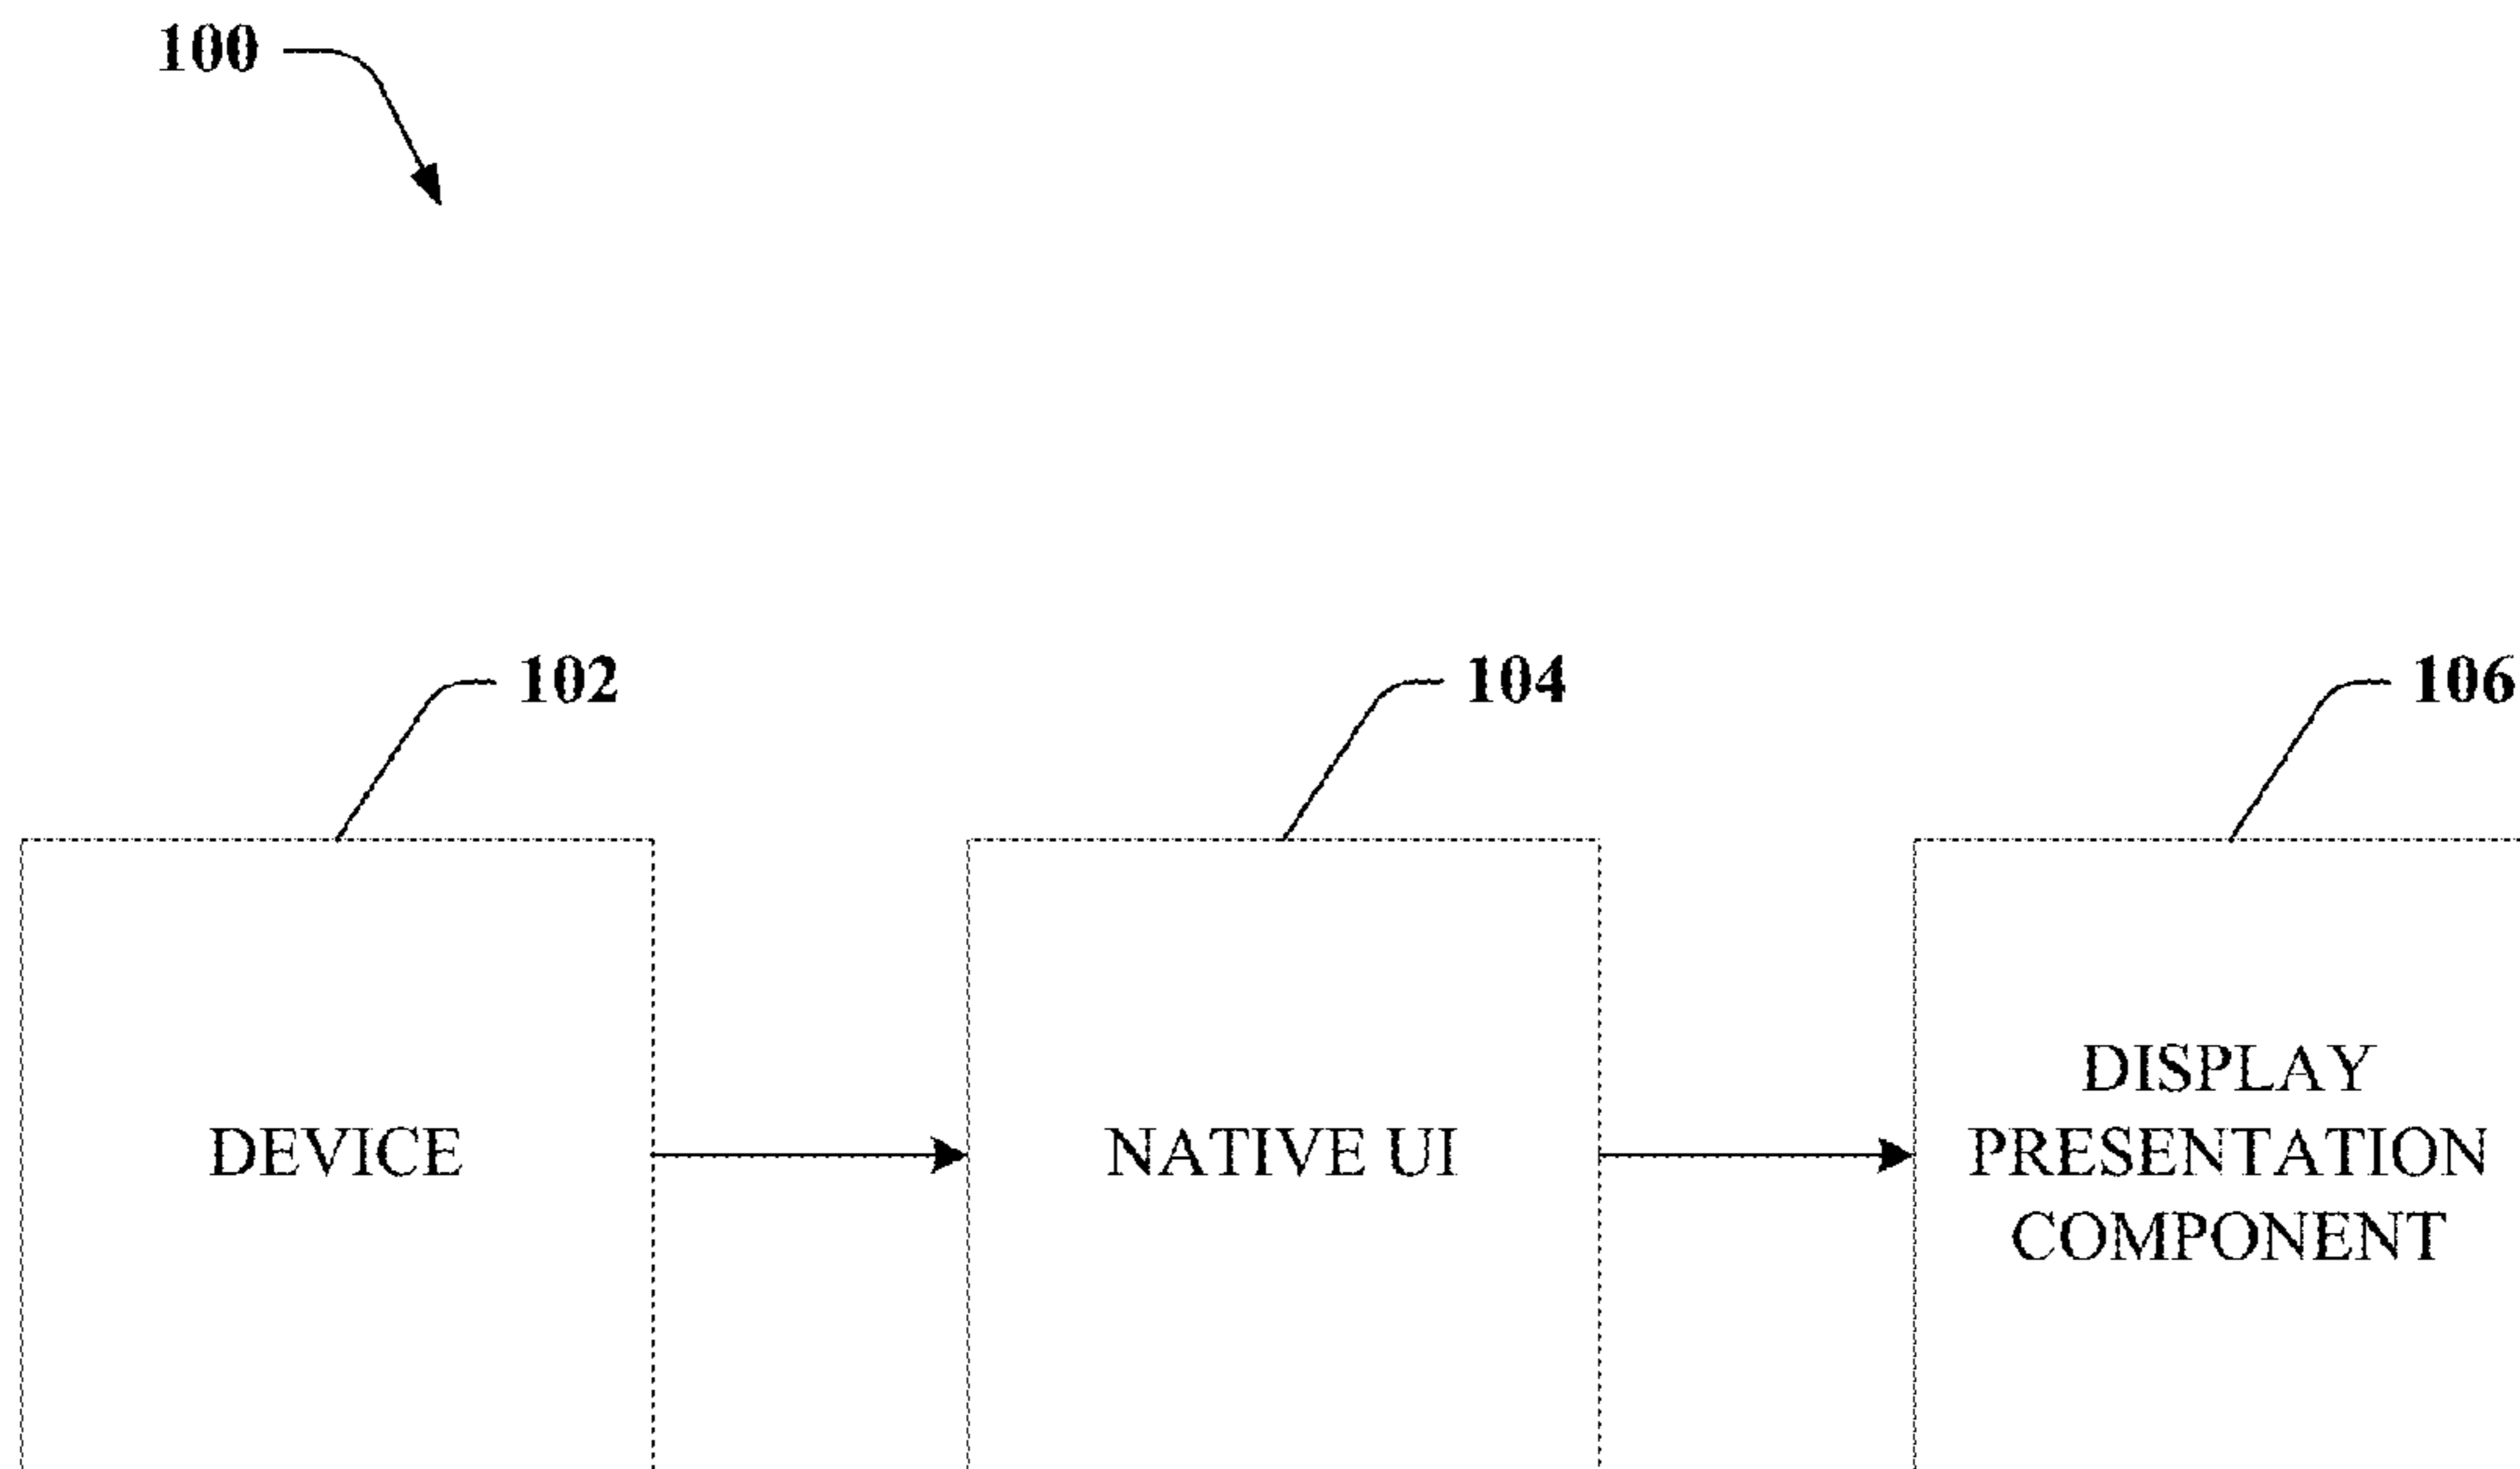 100
102
104
106
DEVICE
NATIVE UI
DISPLAY
PRESENTATION
COMPONENT